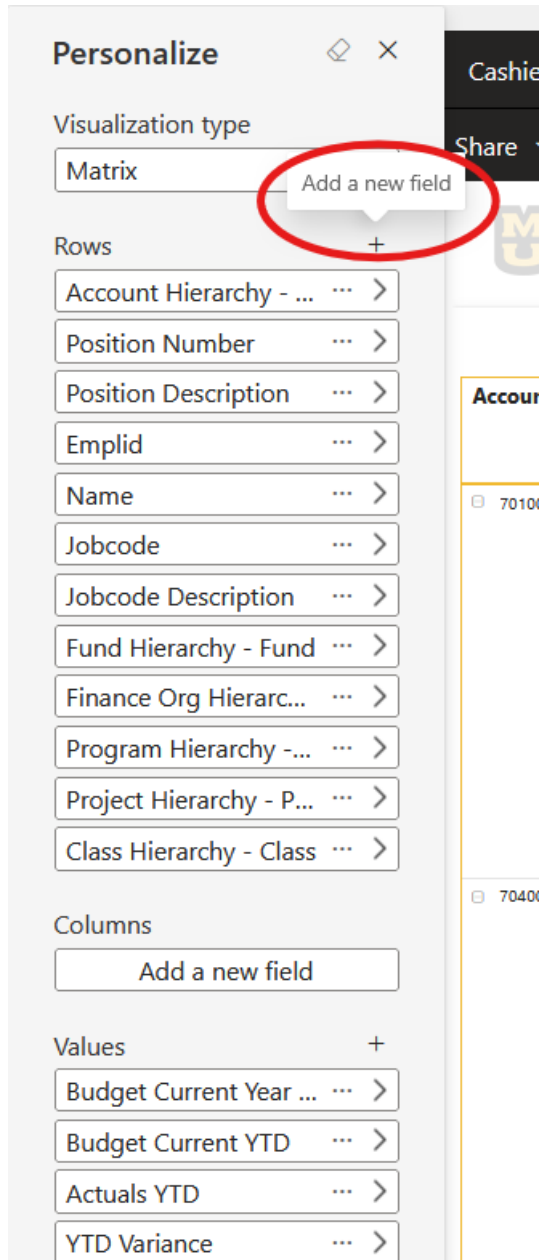 Personalize
Cashie
Visualization type
Share
Matrix
Add a new field
MU
Rows
Account Hierarchy - ...
Position Number
Position Description
Accoun
Emplid
Name
7010
Jobcode
Jobcode Description
Fund Hierarchy - Fund
Finance Org Hierarc...
Program Hierarchy -...
Project Hierarchy - P...
Class Hierarchy - Class
7040
Columns
Add a new field
Values
Budget Current Year ...
Budget Current YTD
Actuals YTD
YTD Variance